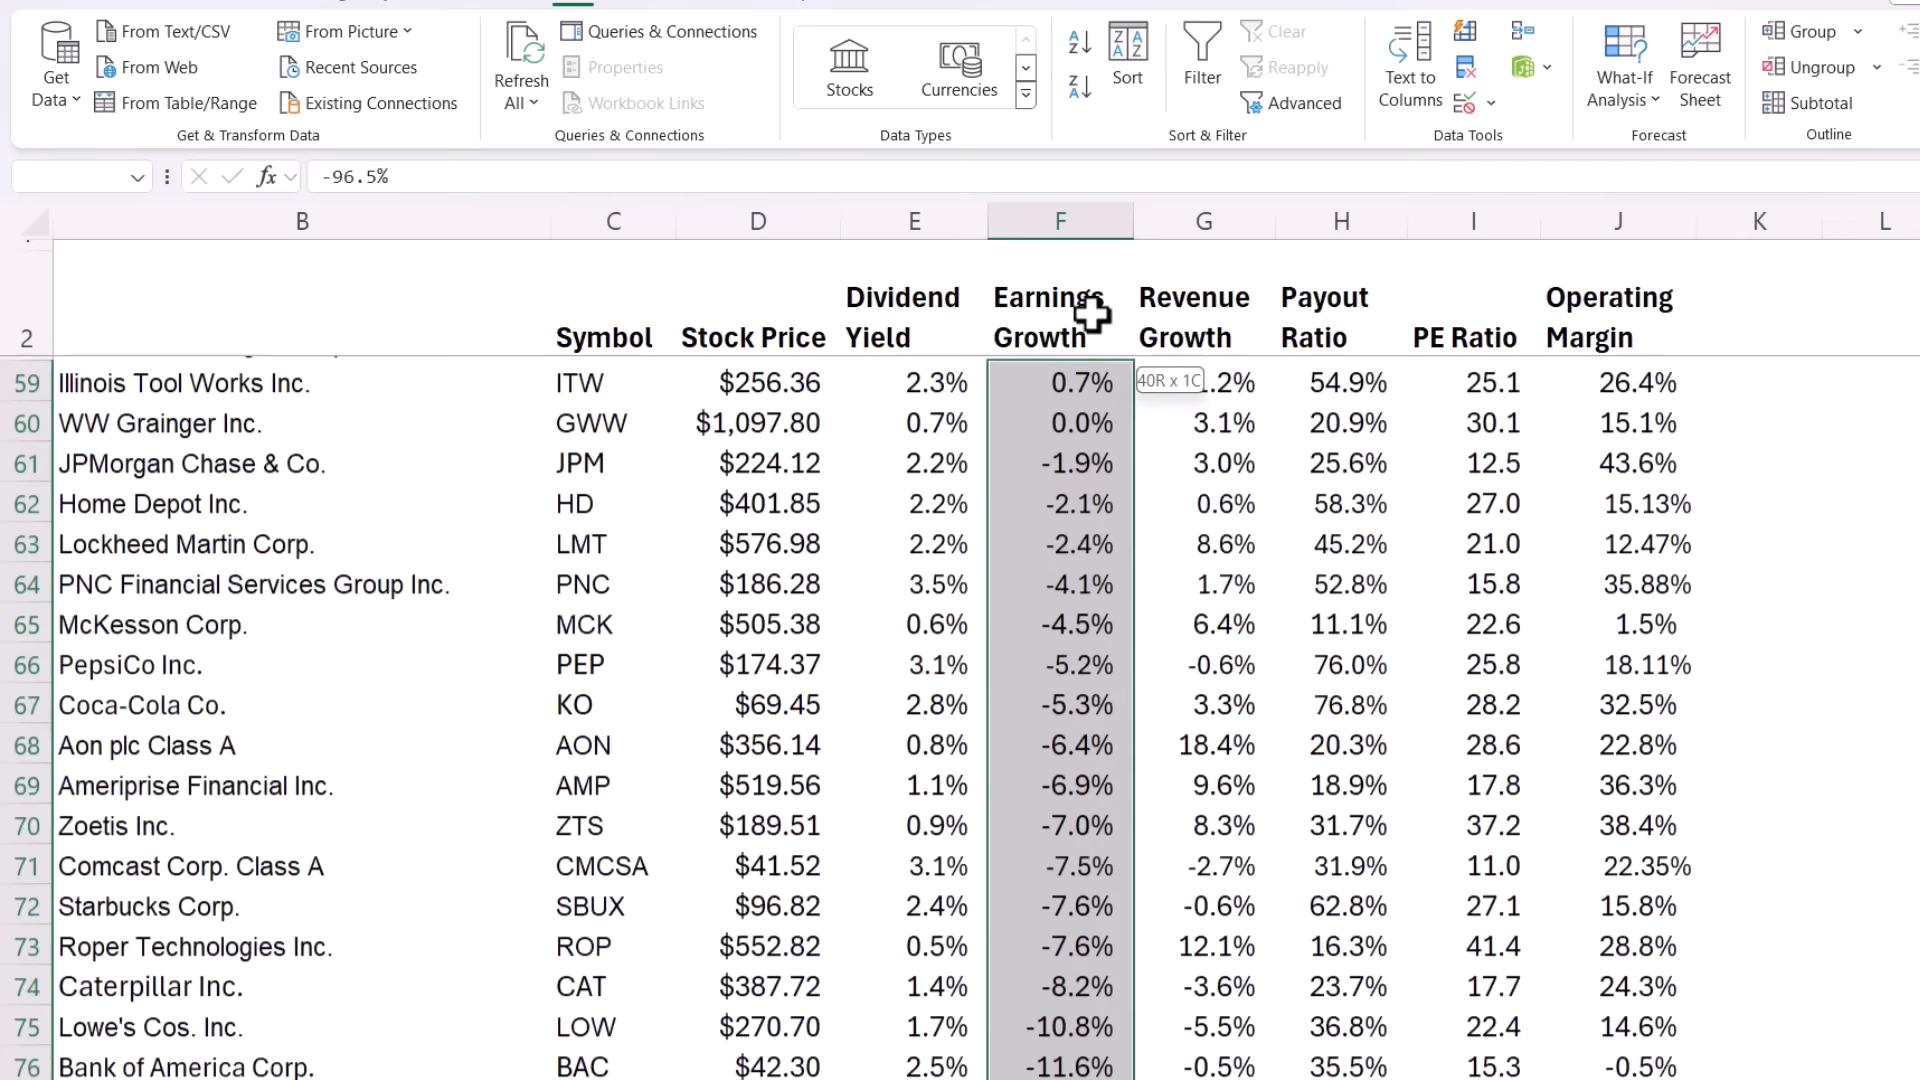 From Text/CSV
From Picture
From Web
Recent Sources
Get
Data
From Table/Range
Existing Connections
Get & Transform Data
Refresh
All
Queries & Connections
Properties
Workbook Links
Queries & Connections
Stocks
Currencies
Data Types
Sort
Filter
Clear
Reapply
Advanced
Sort & Filter
Text to
Columns
Data Tools
What-If
Analysis
Forecast
Sheet
Forecast
Group
Ungroup
Subtotal
Outline
fx
-96.5%
B C D E F G H I J K L
2 Symbol Stock Price Dividend Yield Earnings Growth Revenue Growth Payout Ratio PE Ratio Operating Margin
40R x 1C
59 Illinois Tool Works Inc. ITW $256.36 2.3% 0.7% .2% 54.9% 25.1 26.4%
60 WW Grainger Inc. GWW $1,097.80 0.7% 0.0% 3.1% 20.9% 30.1 15.1%
61 JPMorgan Chase & Co. JPM $224.12 2.2% -1.9% 3.0% 25.6% 12.5 43.6%
62 Home Depot Inc. HD $401.85 2.2% -2.1% 0.6% 58.3% 27.0 15.13%
63 Lockheed Martin Corp. LMT $576.98 2.2% -2.4% 8.6% 45.2% 21.0 12.47%
64 PNC Financial Services Group Inc. PNC $186.28 3.5% -4.1% 1.7% 52.8% 15.8 35.88%
65 McKesson Corp. MCK $505.38 0.6% -4.5% 6.4% 11.1% 22.6 1.5%
66 PepsiCo Inc. PEP $174.37 3.1% -5.2% -0.6% 76.0% 25.8 18.11%
67 Coca-Cola Co. KO $69.45 2.8% -5.3% 3.3% 76.8% 28.2 32.5%
68 Aon plc Class A AON $356.14 0.8% -6.4% 18.4% 20.3% 28.6 22.8%
69 Ameriprise Financial Inc. AMP $519.56 1.1% -6.9% 9.6% 18.9% 17.8 36.3%
70 Zoetis Inc. ZTS $189.51 0.9% -7.0% 8.3% 31.7% 37.2 38.4%
71 Comcast Corp. Class A CMCSA $41.52 3.1% -7.5% -2.7% 31.9% 11.0 22.35%
72 Starbucks Corp. SBUX $96.82 2.4% -7.6% -0.6% 62.8% 27.1 15.8%
73 Roper Technologies Inc. ROP $552.82 0.5% -7.6% 12.1% 16.3% 41.4 28.8%
74 Caterpillar Inc. CAT $387.72 1.4% -8.2% -3.6% 23.7% 17.7 24.3%
75 Lowe's Cos. Inc. LOW $270.70 1.7% -10.8% -5.5% 36.8% 22.4 14.6%
76 Bank of America Corp. BAC $42.30 2.5% -11.6% -0.5% 35.5% 15.3 -0.5%